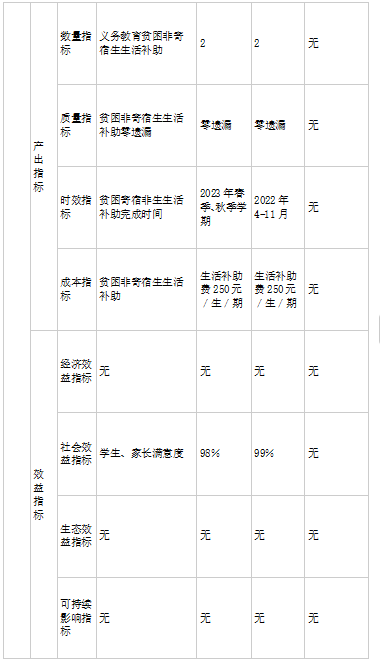 产
出
指
标
数量指
标
义务教育贫困非寄
宿生生活补助
2
2
无
质量指
标
贫困非寄宿生生活
补助零遗漏
零遗漏
零遗漏
无
时效指
标
贫困寄宿非生生活
补助完成时间
2023年春
季、秋季学
期
2022年
4-11月
无
成本指
标
贫困非寄宿生生活
补助
生活补助
费250元
/生/期
生活补助
费250元
/生/期
无
效
益
指
标
经济效
益指标
无
无
无
无
社会效
益指标
学生、家长满意度
98%
99%
无
生态效
益指标
无
无
无
无
可持续
影响指
标
无
无
无
无